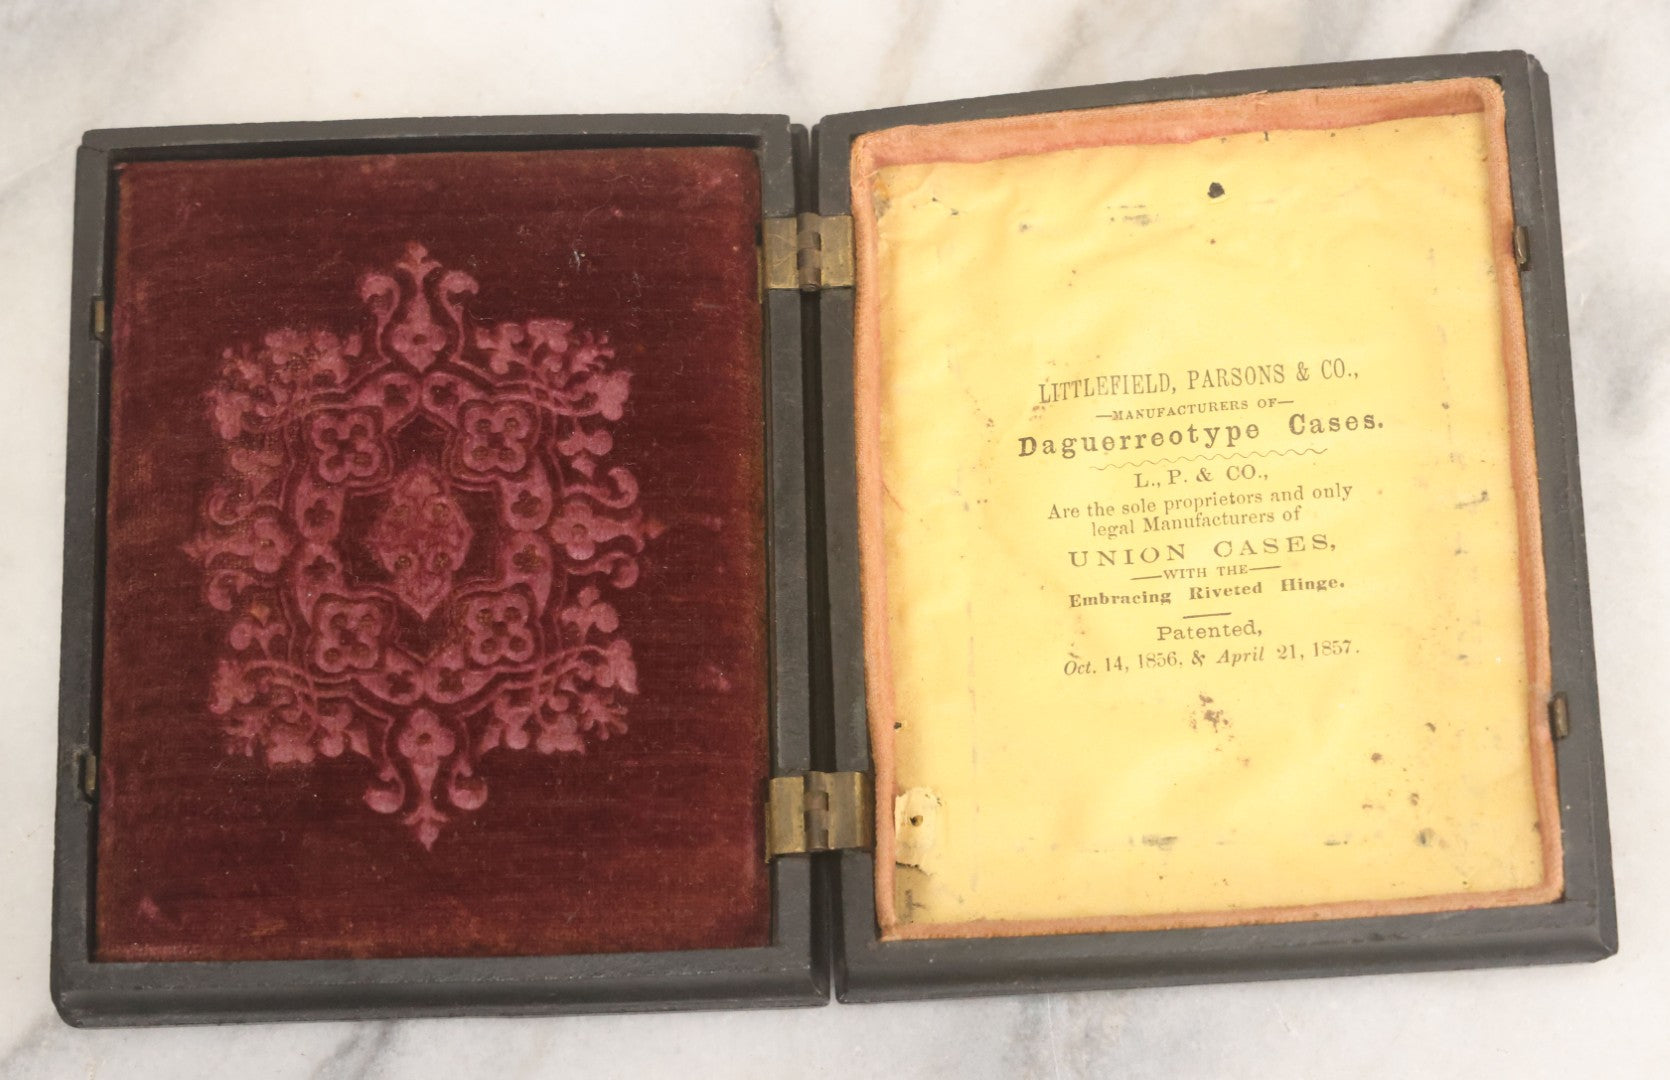 LITTLEFIELD, PARSONS & CO.,
—MANUFACTURERS OF—
Daguerreotype Cases.
L., P. & CO.,
Are the sole proprietors and only
legal Manufacturers of
UNION CASES,
—WITH THE—
Embracing Riveted Hinge.
Patented,
Oct. 14, 1856. & April 21, 1857.